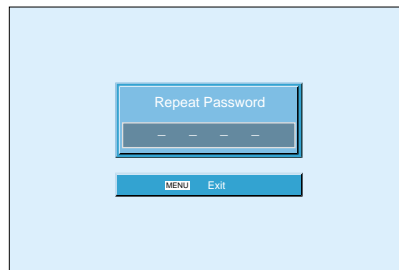 Repeat Password
– – – –
MENU Exit